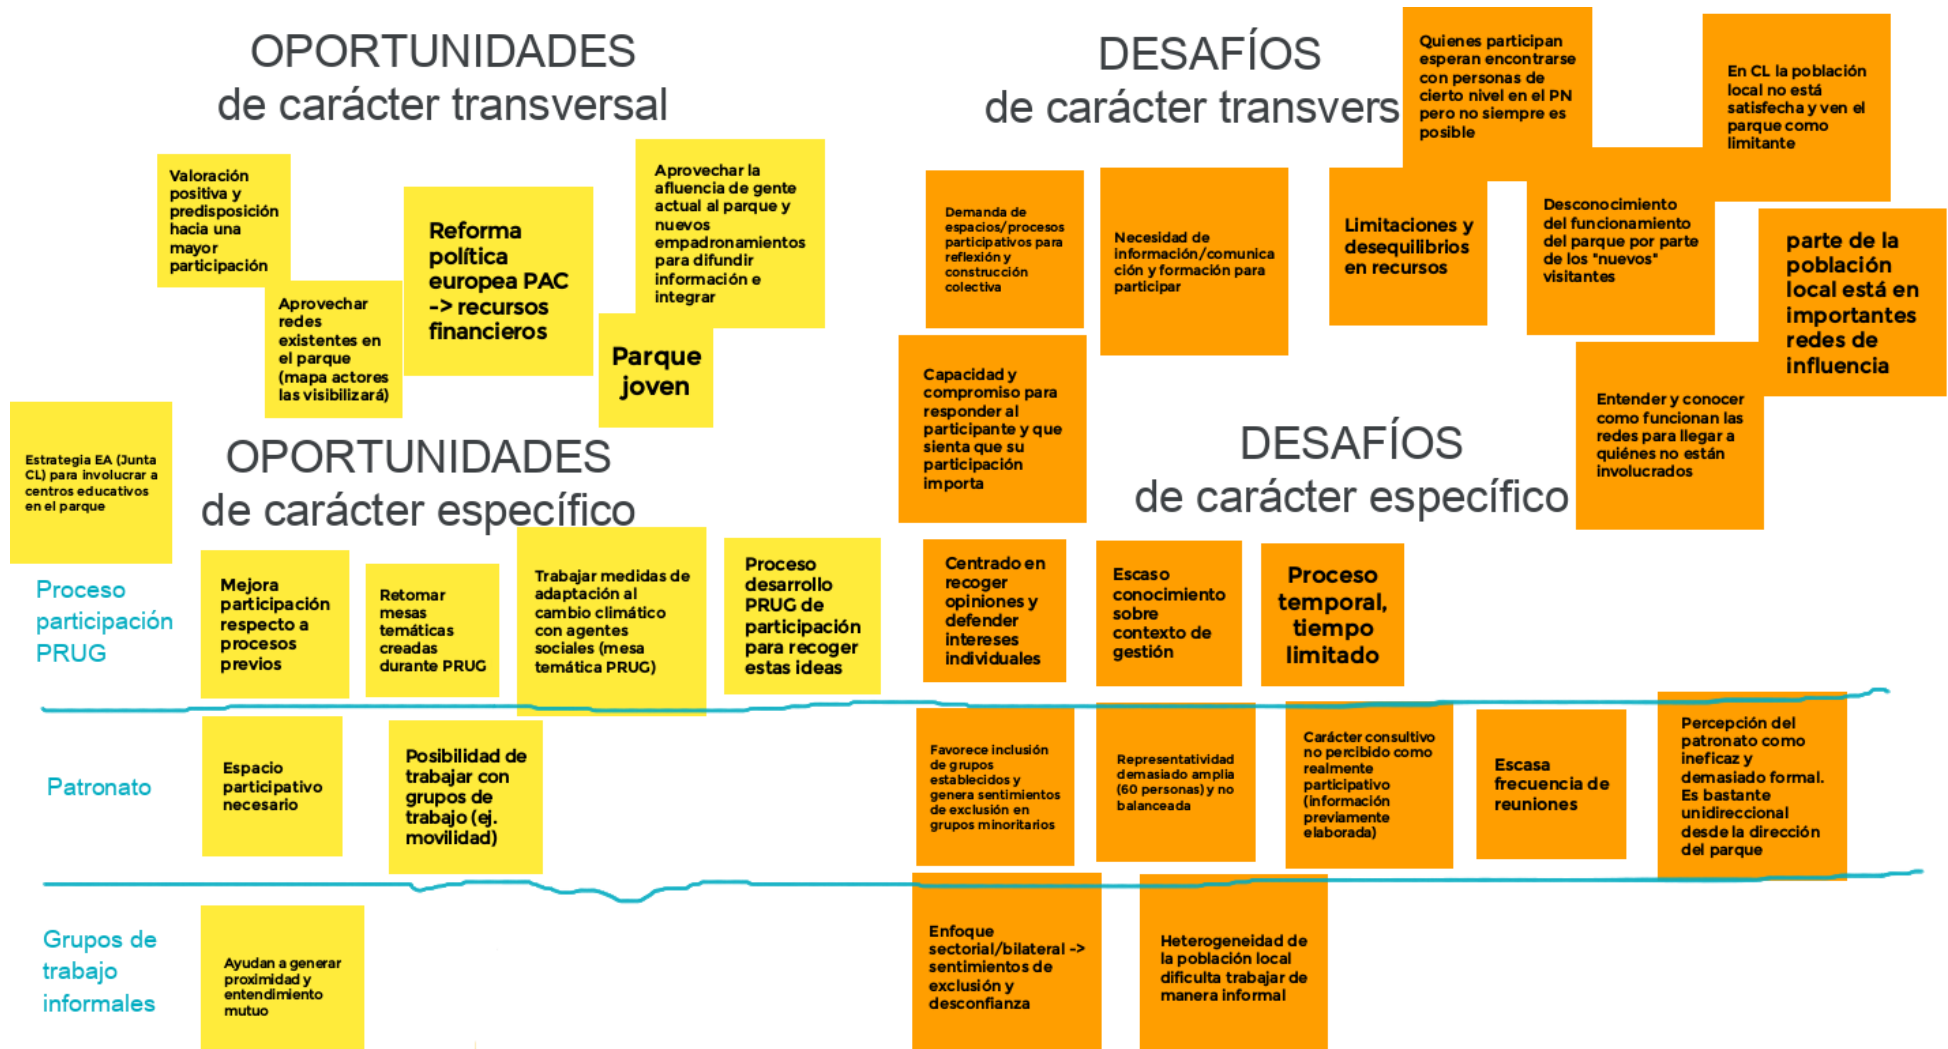 OPORTUNIDADES
de carácter transversal
Valoración
positiva y
predisposición
hacia una
mayor
participación
Aprovechar
redes
existentes en
el parque
(mapa actores
las visibilizará)
Reforma
política
europea PAC
-> recursos
financieros
Aprovechar la
afluencia de gente
actual al parque y
nuevos
empadronamientos
para difundir
información e
integrar
Parque
joven
DESAFÍOS
de carácter transvers
Demanda de
espacios/procesos
participativos para
reflexión y
construcción
colectiva
Necesidad de
información/comunica
ción y formación para
participar
Limitaciones y
desequilibrios
en recursos
Quienes participan
esperan encontrarse
con personas de
cierto nivel en el PN
pero no siempre es
posible
En CL la población
local no está
satisfecha y ven el
parque como
limitante
Desconocimiento
del funcionamiento
del parque por parte
de los "nuevos"
visitantes
parte de la
población
local está en
importantes
redes de
influencia
Capacidad y
compromiso para
responder al
participante y que
sienta que su
participación
importa
Entender y conocer
como funcionan las
redes para llegar a
quiénes no están
involucrados
Estrategia EA (Junta
CL) para involucrar a
centros educativos
en el parque
OPORTUNIDADES
de carácter específico
DESAFÍOS
de carácter específico
Proceso
participación
PRUG
Mejora
participación
respecto a
procesos
previos
Retomar
mesas
temáticas
creadas
durante PRUG
Trabajar medidas de
adaptación al
cambio climático
con agentes
sociales (mesa
temática PRUG)
Proceso
desarrollo
PRUG de
participación
para recoger
estas ideas
Centrado en
recoger
opiniones y
defender
intereses
individuales
Escaso
conocimiento
sobre
contexto de
gestión
Proceso
temporal,
tiempo
limitado
Patronato
Espacio
participativo
necesario
Posibilidad de
trabajar con
grupos de
trabajo (ej.
movilidad)
Favorece inclusión
de grupos
establecidos y
genera sentimientos
de exclusión en
grupos minoritarios
Representatividad
demasiado amplia
(60 personas) y no
balanceada
Carácter consultivo
no percibido como
realmente
participativo
(información
previamente
elaborada)
Escasa
frecuencia de
reuniones
Percepción del
patronato como
ineficaz y
demasiado formal.
Es bastante
unidireccional
desde la dirección
del parque
Grupos de
trabajo
informales
Ayudan a generar
proximidad y
entendimiento
mutuo
Enfoque
sectorial/bilateral ->
sentimientos de
exclusión y
desconfianza
Heterogeneidad de
la población local
dificulta trabajar de
manera informal